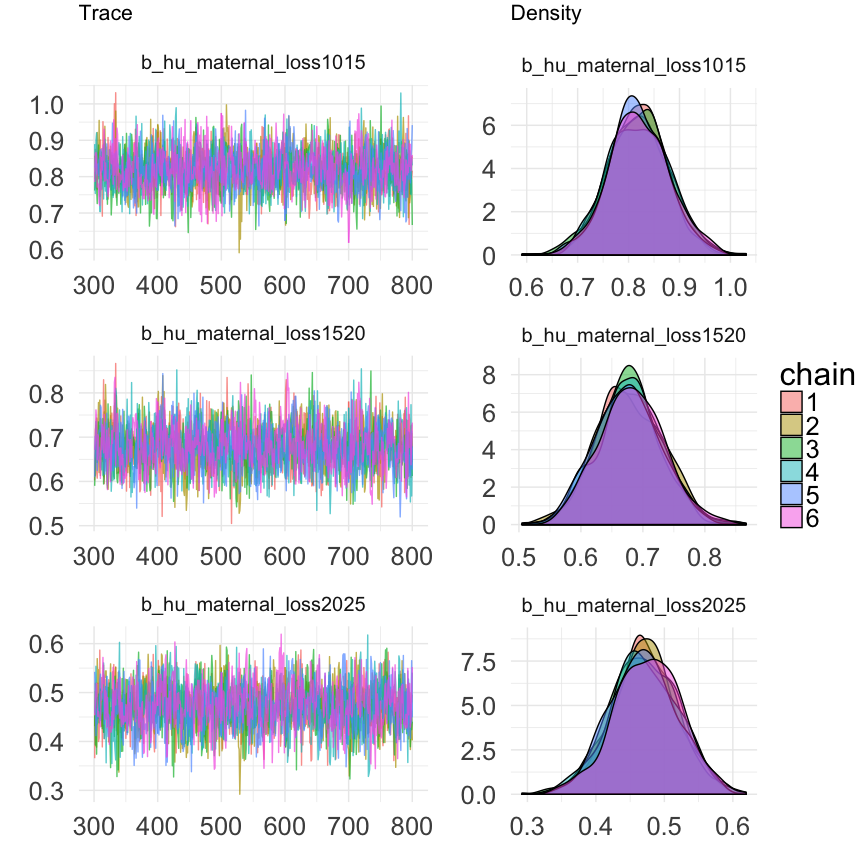 Trace
Density
b_hu_maternal_loss1015
1.0
0.9
0.8
0.7
0.6
300 400 500 600 700 800
b_hu_maternal_loss1015
6
4
2
0
0.6 0.7 0.8 0.9 1.0
b_hu_maternal_loss1520
0.8
0.7
0.6
0.5
300 400 500 600 700 800
b_hu_maternal_loss1520
8
6
4
2
0
0.5 0.6 0.7 0.8
b_hu_maternal_loss2025
0.6
0.5
0.4
0.3
300 400 500 600 700 800
b_hu_maternal_loss2025
7.5
5.0
2.5
0.0
0.3 0.4 0.5 0.6
chain
1
2
3
4
5
6